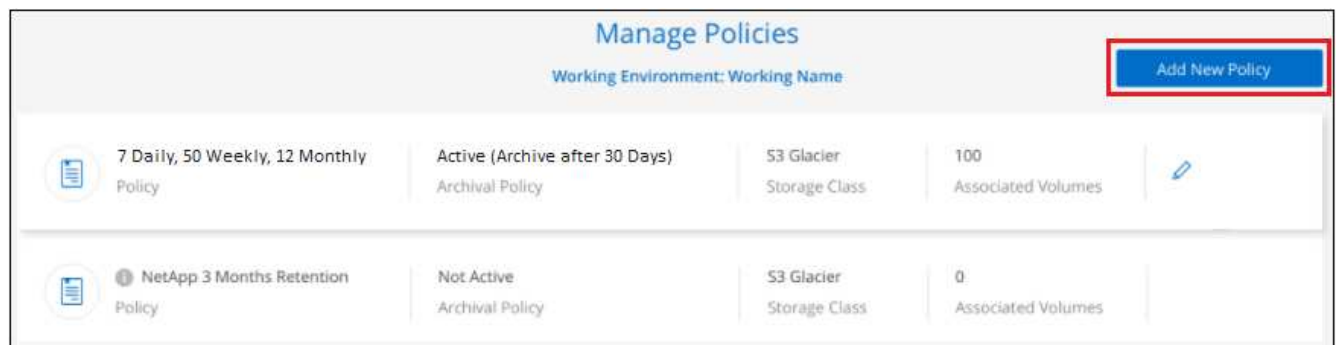 Manage Policies
Working Environment: Working Name
Add New Policy
7 Daily, 50 Weekly, 12 Monthly
Policy
Active (Archive after 30 Days)
Archival Policy
S3 Glacier
Storage Class
100
Associated Volumes
NetApp 3 Months Retention
Policy
Not Active
Archival Policy
S3 Glacier
Storage Class
0
Associated Volumes